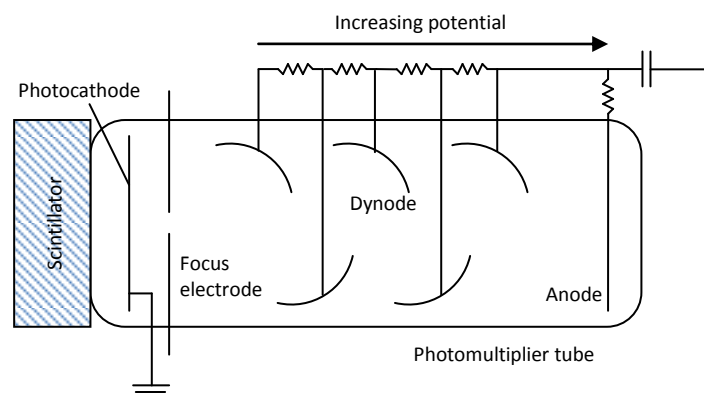 Increasing potential
Photocathode
Scintillator
Dynode
Focus
electrode
Anode
Photomultiplier tube